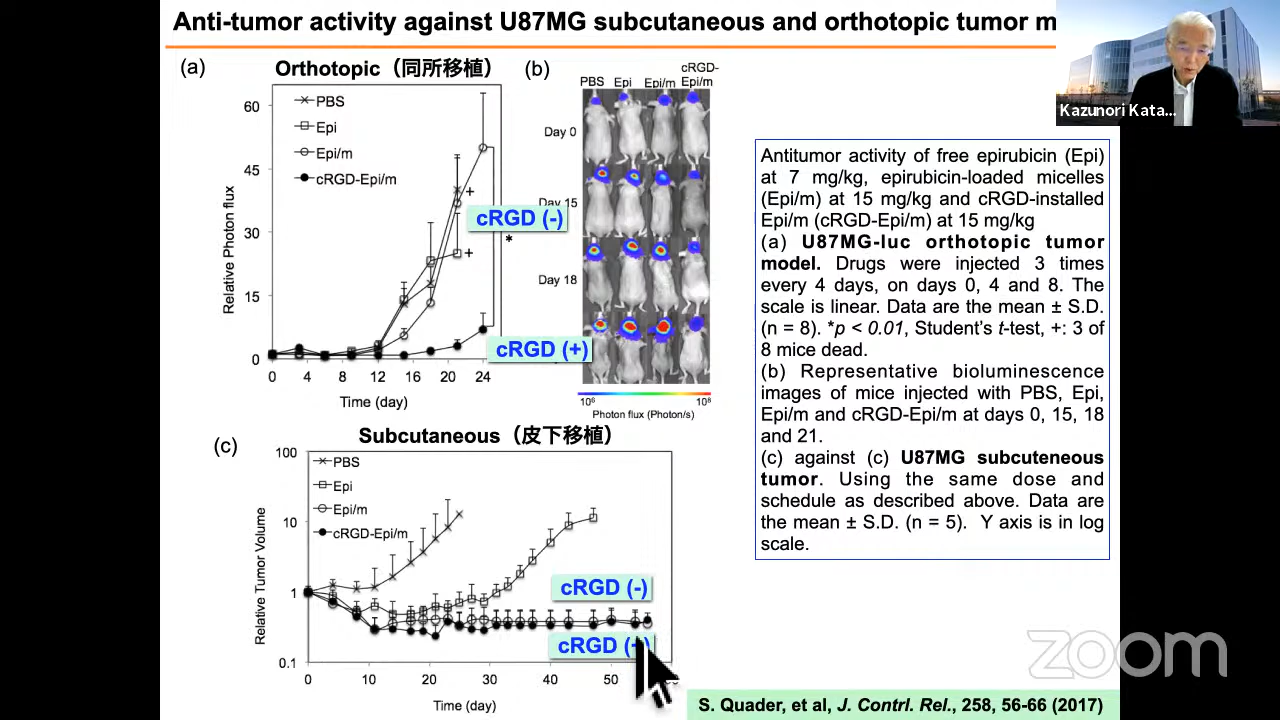 Anti-tumor activity against U87MG subcutaneous and orthotopic tumor m
Kazunori Kata...
(a)
Orthotopic（同所移植）
PBS
Epi
Epi/m
cRGD-Epi/m
Relative Photon flux
60
45
30
15
0
0
3
6
9
12
15
18
21
24
Time (day)
+
+
*
cRGD (-)
cRGD (+)
(b)
PBS
Epi
Epi/m
cRGD-
Epi/m
Day 0
Day 15
Day 18
10⁶
10⁸
Photon flux (Photon/s)
(c)
Subcutaneous（皮下移植）
PBS
Epi
Epi/m
cRGD-Epi/m
Relative Tumor Volume
100
10
1
0.1
0
10
20
30
40
50
Time (day)
cRGD (-)
cRGD
Antitumor activity of free epirubicin (Epi)
at 7 mg/kg, epirubicin-loaded micelles
(Epi/m) at 15 mg/kg and cRGD-installed
Epi/m (cRGD-Epi/m) at 15 mg/kg
(a) U87MG-luc orthotopic tumor
model. Drugs were injected 3 times
every 4 days, on days 0, 4 and 8. The
scale is linear. Data are the mean ± S.D.
(n = 8). *p < 0.01, Student's t-test, +: 3 of
8 mice dead.
(b) Representative bioluminescence
images of mice injected with PBS, Epi,
Epi/m and cRGD-Epi/m at days 0, 15, 18
and 21.
(c) against (c) U87MG subcuteneous
tumor. Using the same dose and
schedule as described above. Data are
the mean ± S.D. (n = 5). Y axis is in log
scale.
zoom
S. Quader, et al, J. Contrl. Rel., 258, 56-66 (2017)